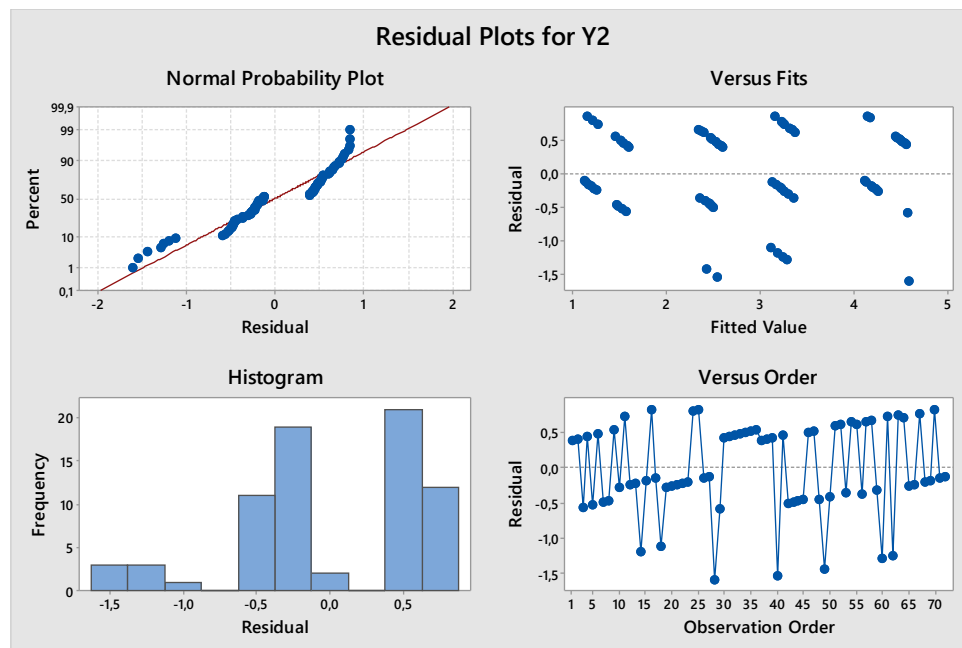 Residual Plots for Y2
Normal Probability Plot
99,9
99
90
50
10
1
0,1
Percent
-2 -1 0 1 2
Residual
Versus Fits
0,5
0,0
-0,5
-1,0
-1,5
Residual
1 2 3 4 5
Fitted Value
Histogram
20
15
10
5
0
Frequency
-1,5 -1,0 -0,5 0,0 0,5
Residual
Versus Order
0,5
0,0
-0,5
-1,0
-1,5
Residual
1 5 10 15 20 25 30 35 40 45 50 55 60 65 70
Observation Order